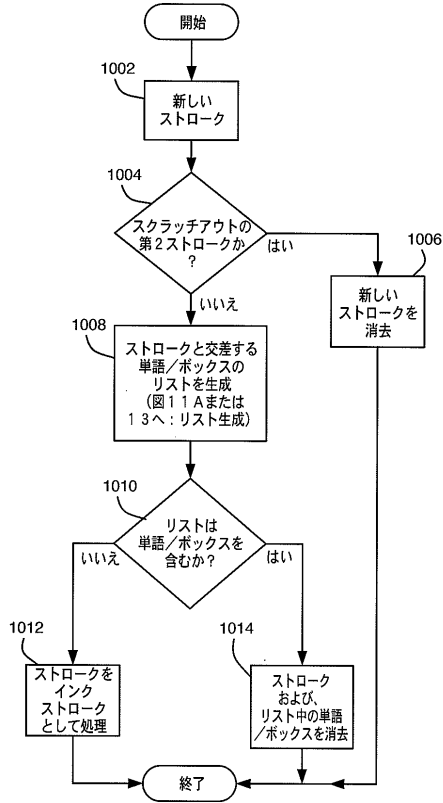 開始
1002
新しい
ストローク
1004
スクラッチアウトの
第2ストロークか
?
はい
いいえ
1006
新しい
ストロークを
消去
1008
ストロークと交差する
単語/ボックスの
リストを生成
(図11Aまたは
13へ:リスト生成)
1010
リストは
単語/ボックスを
含むか?
いいえ
はい
1012
ストロークを
インク
ストローク
として処理
1014
ストローク
および、
リスト中の単語
/ボックスを消去
終了